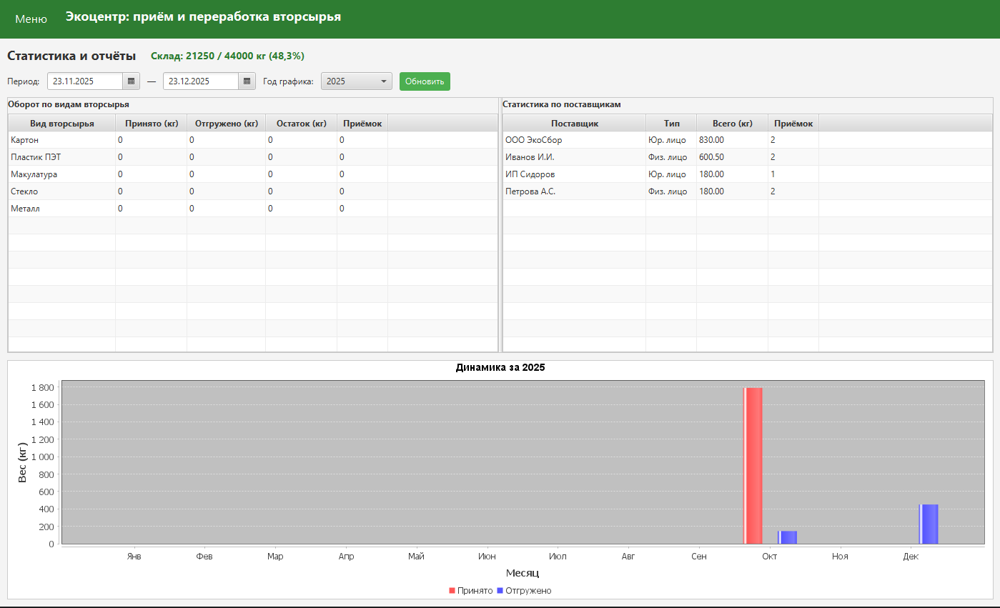 Меню Экоцентр: приём и переработка вторсырья
Статистика и отчёты Склад: 21250 / 44000 кг (48,3%)
Период: 23.11.2025 — 23.12.2025 Год графика: 2025 Обновить
Оборот по видам вторсырья
Вид вторсырья Принято (кг) Отгружено (кг) Остаток (кг) Приёмок
Картон 0 0 0 0
Пластик ПЭТ 0 0 0 0
Макулатура 0 0 0 0
Стекло 0 0 0 0
Металл 0 0 0 0
Статистика по поставщикам
Поставщик Тип Всего (кг) Приёмок
ООО ЭкоСбор Юр. лицо 830.00 2
Иванов И.И. Физ. лицо 600.50 2
ИП Сидоров Юр. лицо 180.00 1
Петрова А.С. Физ. лицо 180.00 2
Динамика за 2025
Вес (кг)
1 800
1 600
1 400
1 200
1 000
800
600
400
200
0
Янв Фев Мар Апр Май Июн Июл Авг Сен Окт Ноя Дек
Месяц
Принято Отгружено